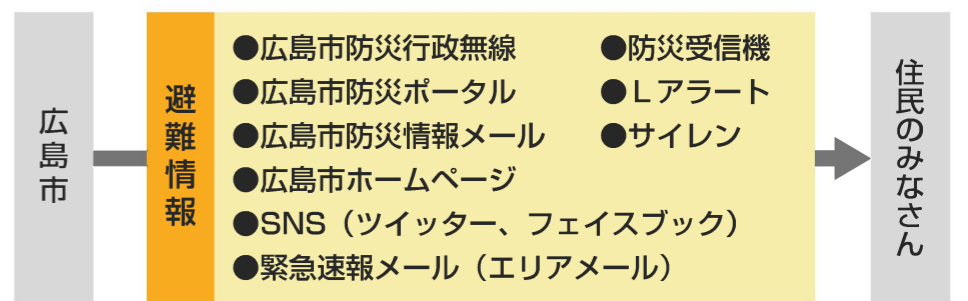 広島市
避難情報
●広島市防災行政無線
●広島市防災ポータル
●広島市防災情報メール
●広島市ホームページ
●SNS（ツイッター、フェイスブック）
●緊急速報メール（エリアメール）
●防災受信機
●Ｌアラート
●サイレン
住民のみなさん